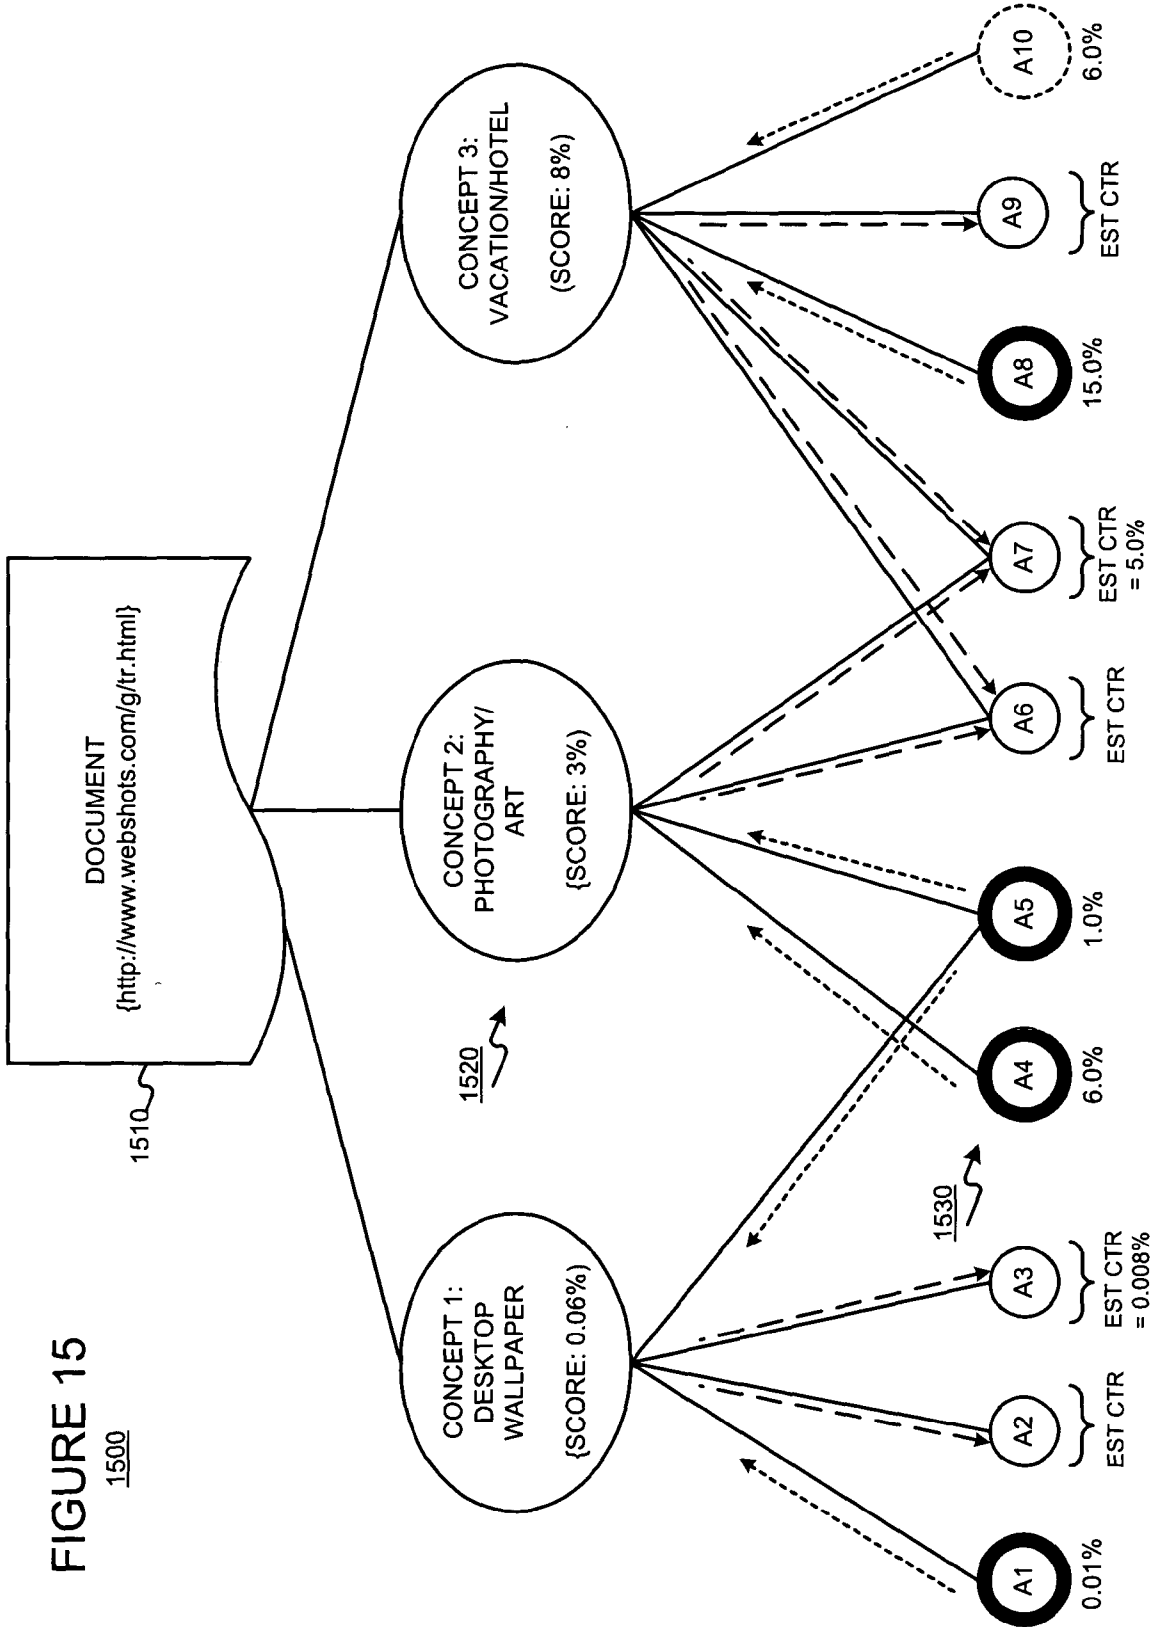 FIGURE 15
1500
DOCUMENT
{http://www.webshots.com/g/tr.html}
1510
CONCEPT 1:
DESKTOP
WALLPAPER
{SCORE: 0.06%)
CONCEPT 2:
PHOTOGRAPHY/
ART
{SCORE: 3%)
CONCEPT 3:
VACATION/HOTEL
(SCORE: 8%)
1520
1530
A1
A2
A3
A4
A5
A6
A7
A8
A9
A10
0.01%
EST CTR
EST CTR
= 0.008%
6.0%
1.0%
EST CTR
EST CTR
= 5.0%
15.0%
EST CTR
6.0%